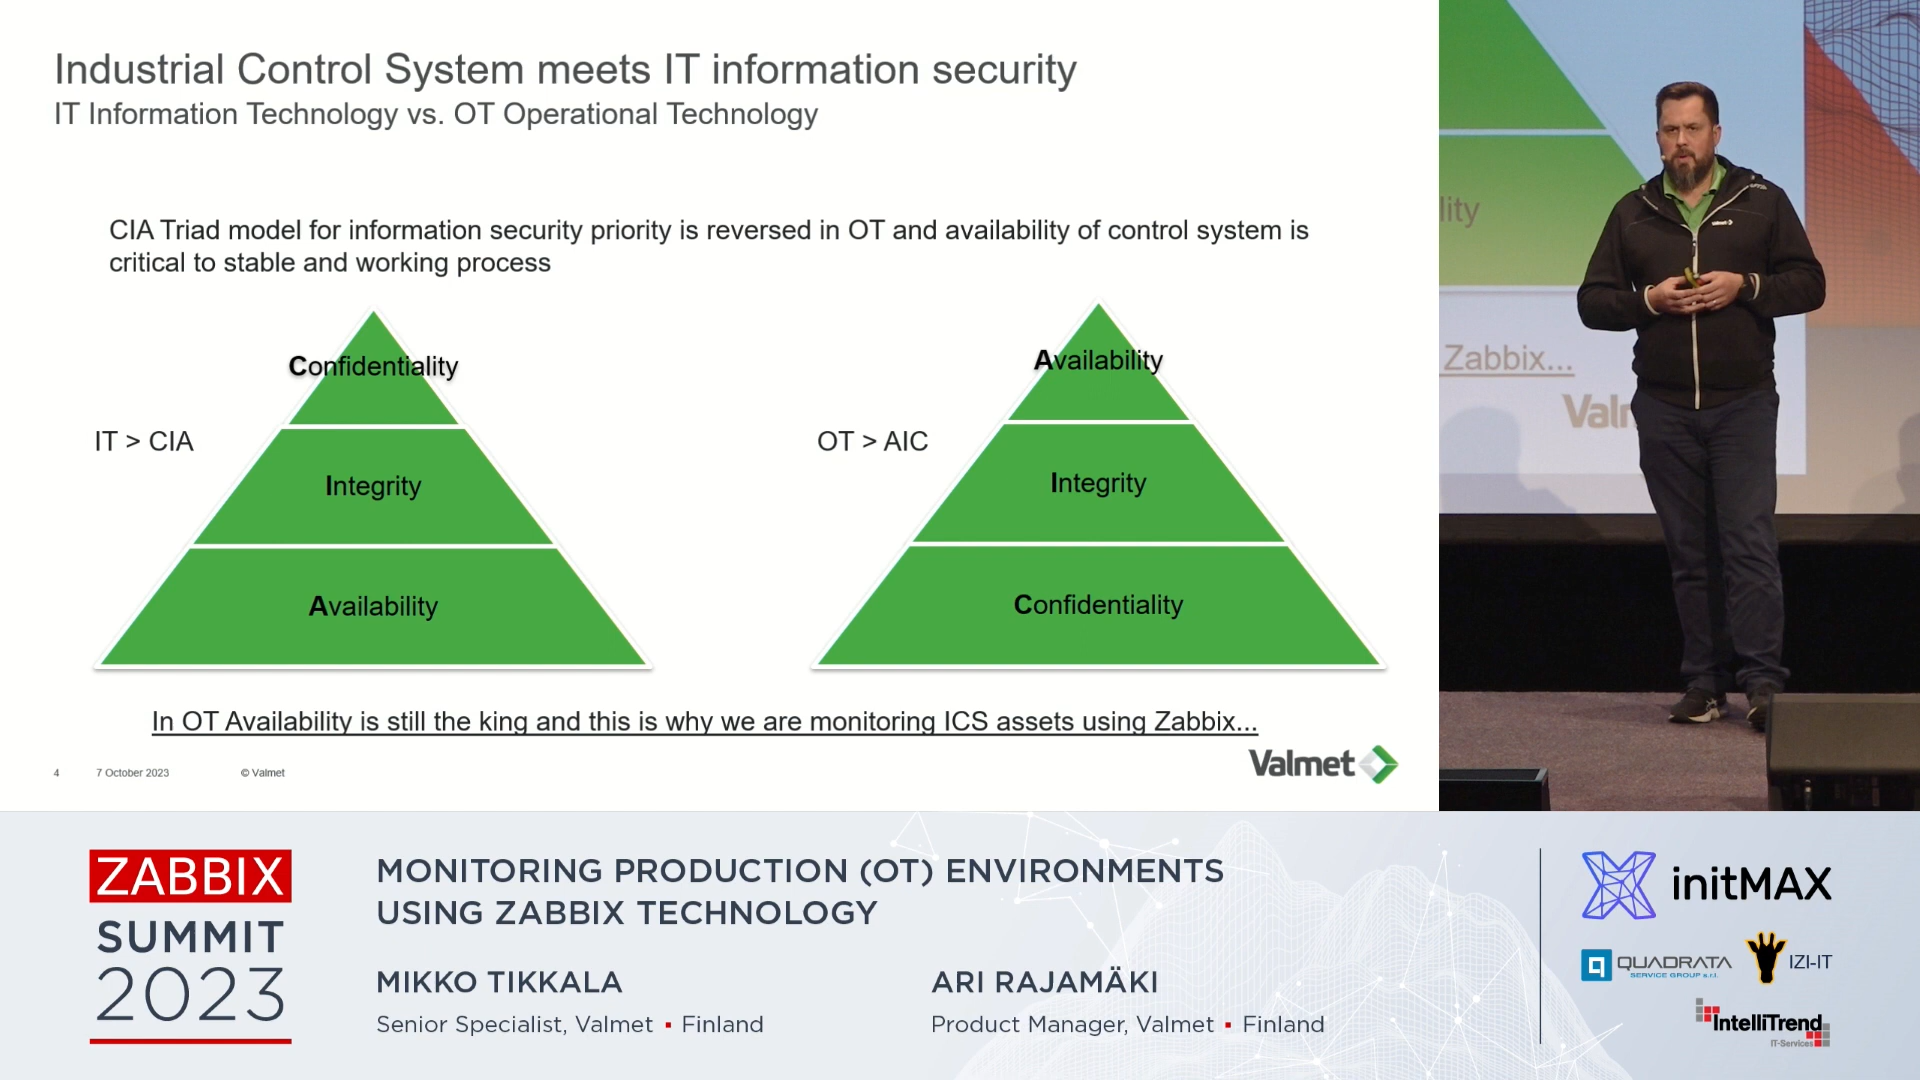 Industrial Control System meets IT information security
IT Information Technology vs. OT Operational Technology
CIA Triad model for information security priority is reversed in OT and availability of control system is
critical to stable and working process
IT > CIA
Confidentiality
Integrity
Availability
OT > AIC
Availability
Integrity
Confidentiality
In OT Availability is still the king and this is why we are monitoring ICS assets using Zabbix...
4 7 October 2023 © Valmet
Valmet
lity
Zabbix...
Valm
Valmet
ZABBIX
SUMMIT
2023
MONITORING PRODUCTION (OT) ENVIRONMENTS
USING ZABBIX TECHNOLOGY
MIKKO TIKKALA
Senior Specialist, Valmet ▪ Finland
ARI RAJAMÄKI
Product Manager, Valmet ▪ Finland
initMAX
QUADRATA
SERVICE GROUP s.r.l.
IZI-IT
IntelliTrend
IT-Services